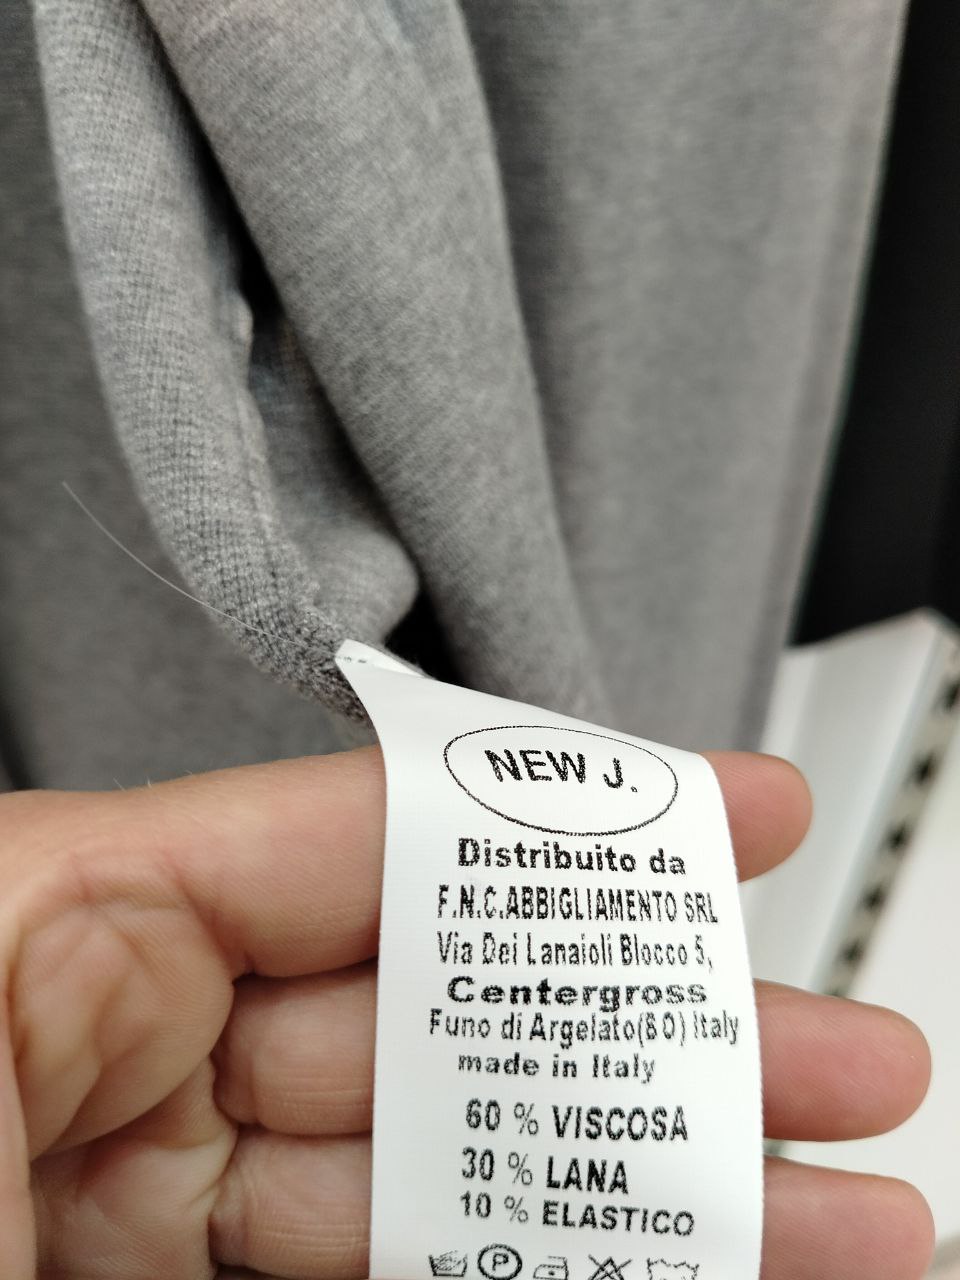 NEW J.
Distribuito da
F.N.C.ABBIGLIAMENTO SRL
Via Dei Lanaioli Blocco 5,
Centergross
Funo di Argelato(BO) Italy
made in Italy
60 % VISCOSA
30 % LANA
10 % ELASTICO
P